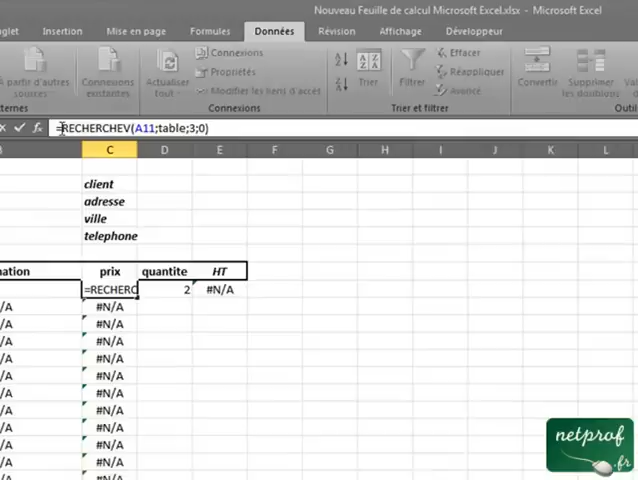 Nouveau Feuille de calcul Microsoft Excel.xlsx - Microsoft Excel
nglet Insertion Mise en page Formules Données Révision Affichage Développeur
À partir d'autres sources
Connexions existantes
Actualiser tout
Connexions
Propriétés
Modifier les liens d'accès
Trier
Filtrer
Effacer
Réappliquer
Avancé
Convertir
Supprimer les doublons
ternes Connexions Trier et filtrer
fx =RECHERCHEV(A11;table;3;0)
B C D E F G H I J K L
client
adresse
ville
telephone
nation prix quantite HT
=RECHERC 2 #N/A
/A #N/A
/A #N/A
/A #N/A
/A #N/A
/A #N/A
/A #N/A
/A #N/A
/A #N/A
/A #N/A
/A #N/A
netprof
.fr